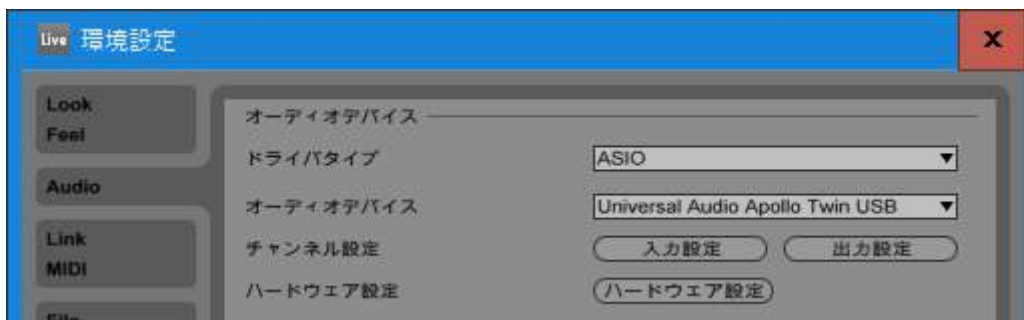 Live 環境設定
X
Look
Feel
Audio
Link
MIDI
File
オーディオデバイス
ドライバタイプ
ASIO
オーディオデバイス
Universal Audio Apollo Twin USB
チャンネル設定
入力設定
出力設定
ハードウェア設定
ハードウェア設定